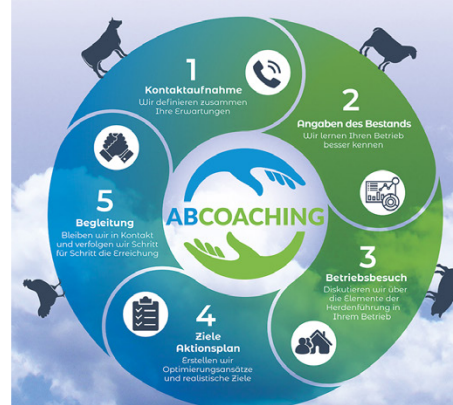 1
Kontaktaufnahme
Wir definieren zusammen
Ihre Erwartungen
2
Angaben des Bestands
Wir lernen Ihren Betrieb
besser kennen
3
Betriebsbesuch
Diskutieren wir über
die Elemente der
Herdenführung in
Ihrem Betrieb
4
Ziele
Aktionsplan
Erstellen wir
Optimierungsansätze
und realistische Ziele
5
Begleitung
Bleiben wir in Kontakt
und verfolgen wir Schritt
für Schritt die Erreichung
ABCOACHING